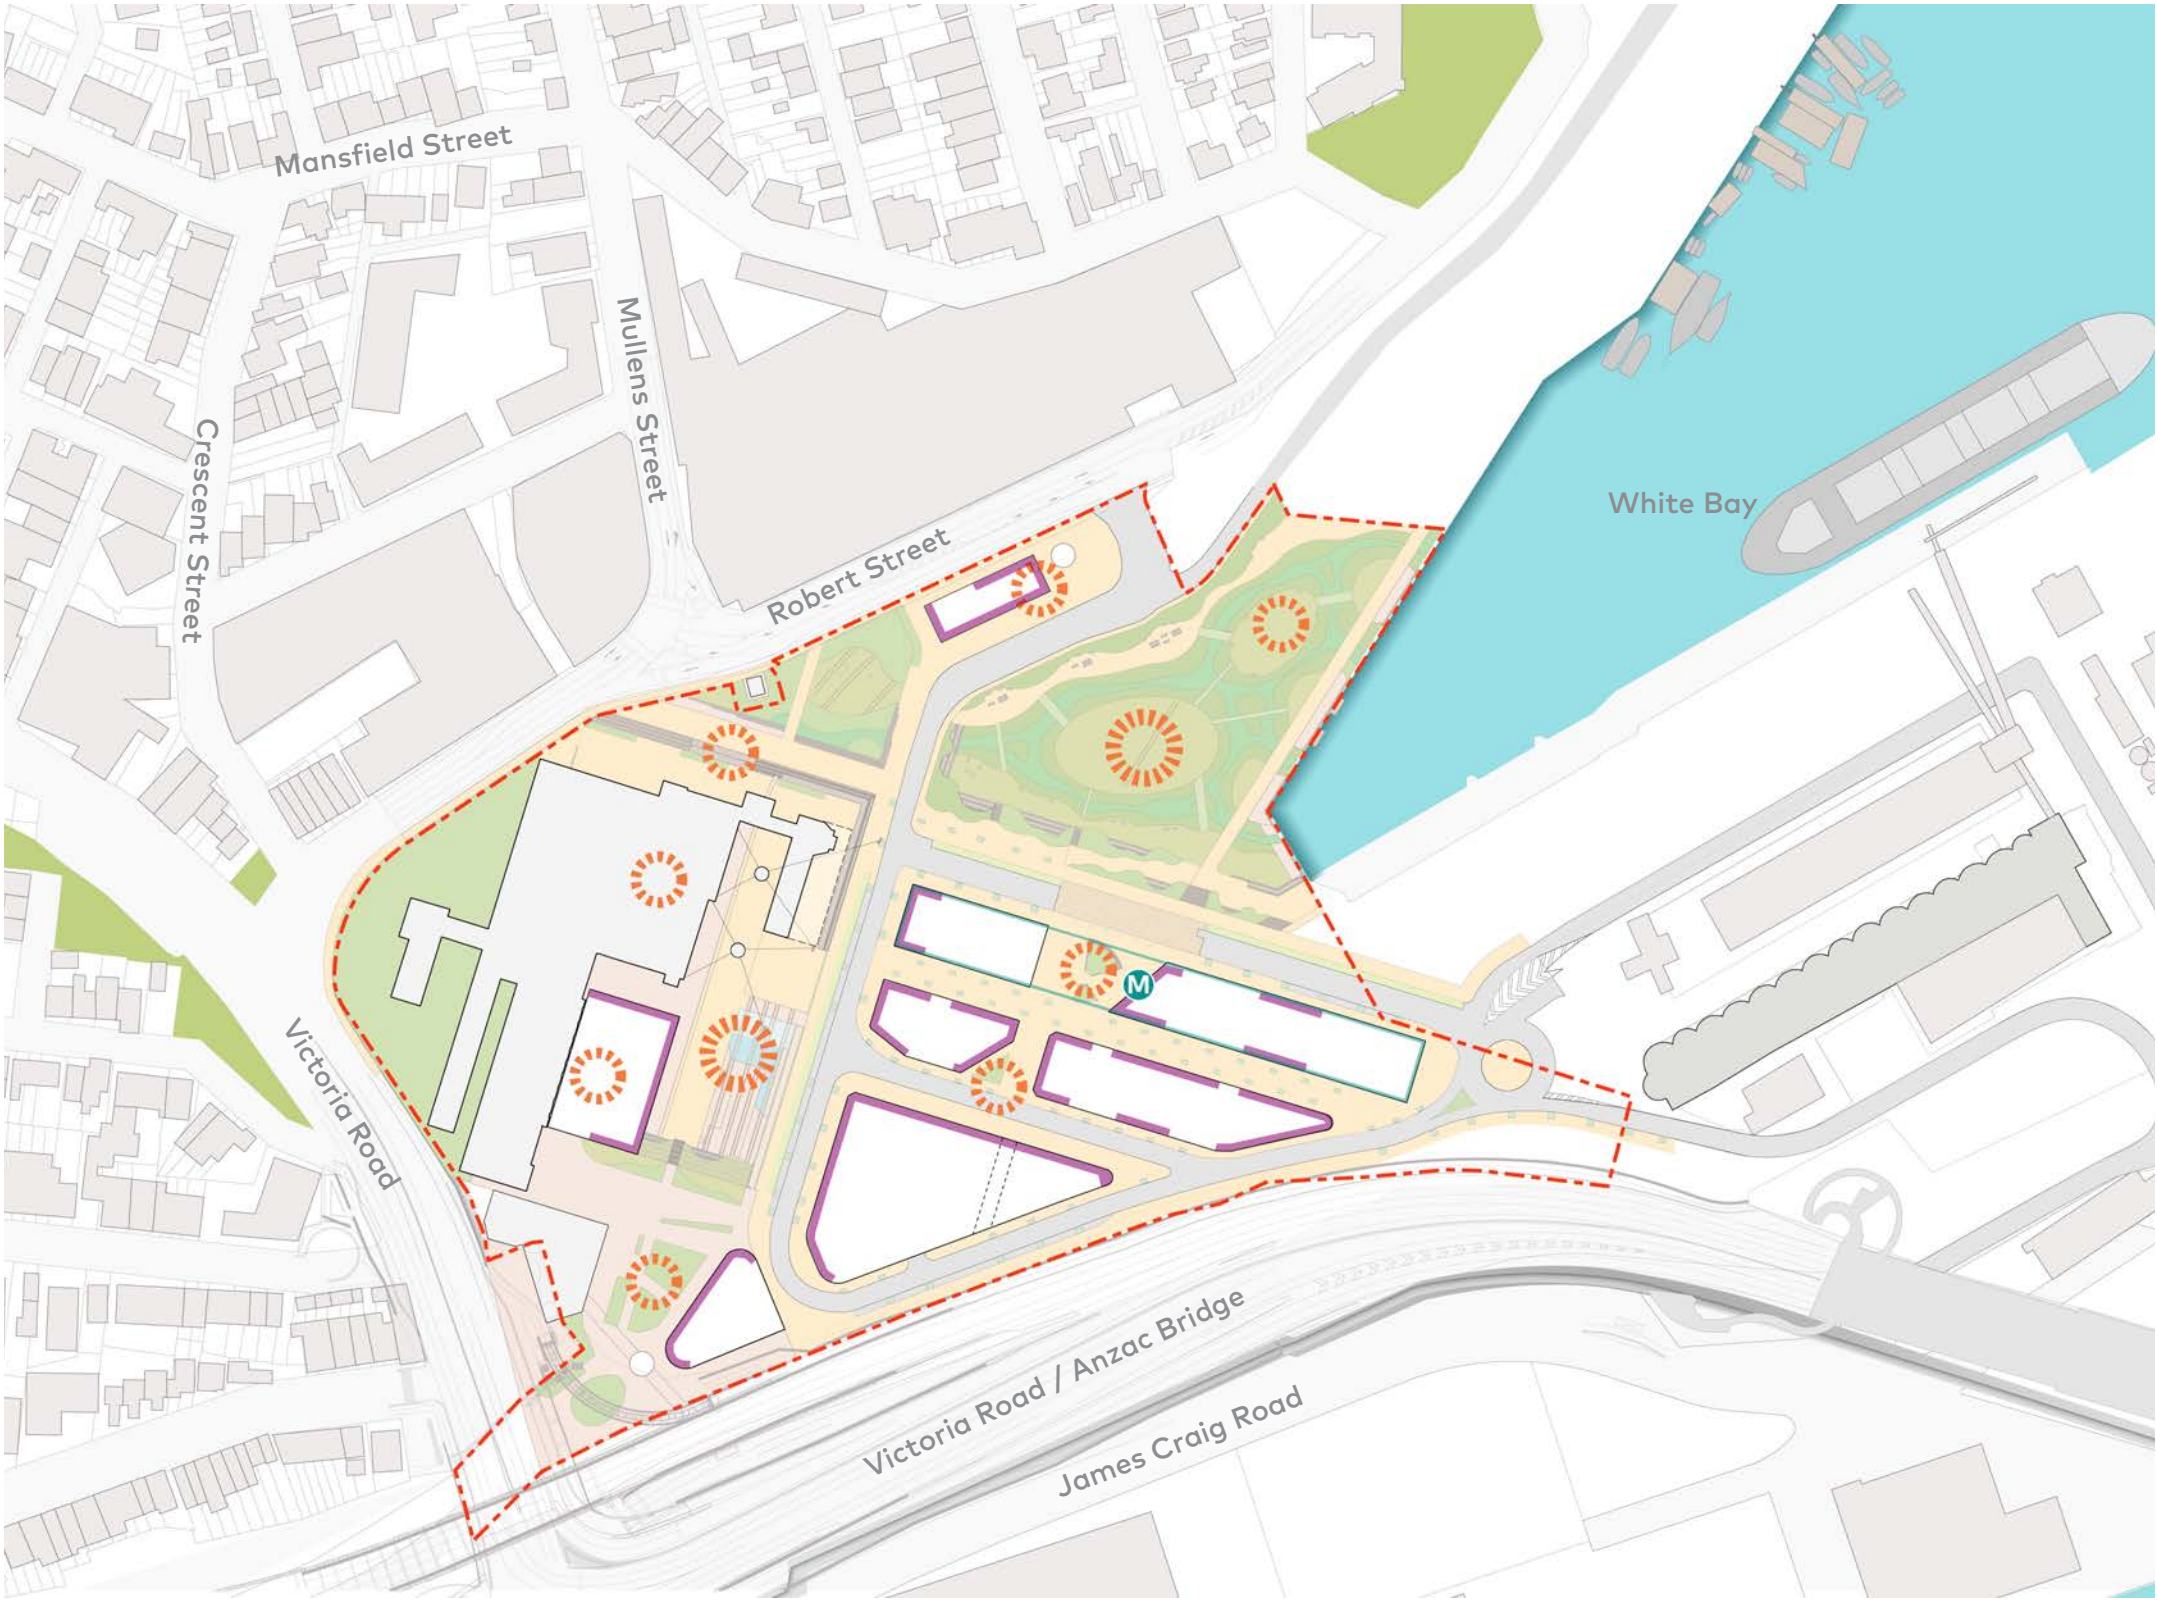 Mansfield Street
Mullens Street
Crescent Street
White Bay
Robert Street
M
Victoria Road
Victoria Road / Anzac Bridge
James Craig Road